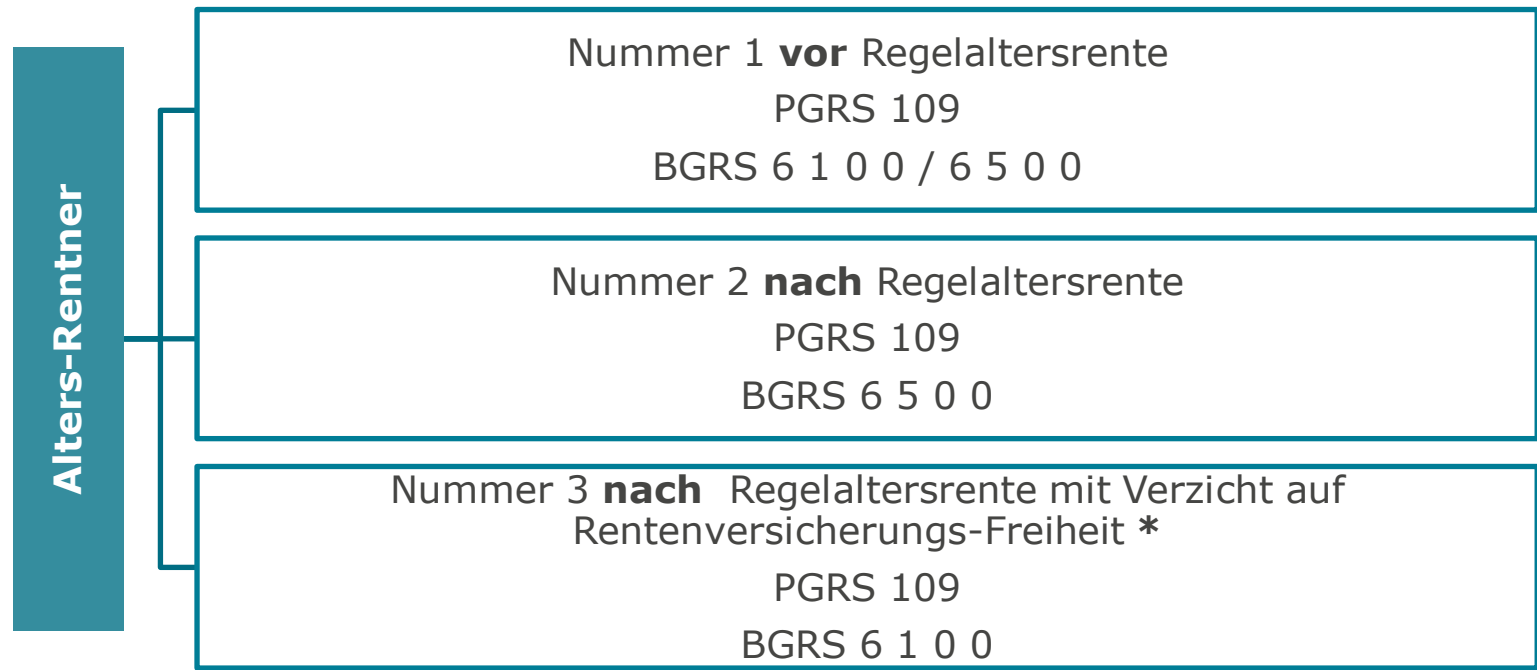 Alters-Rentner
Nummer 1 vor Regelaltersrente
PGRS 109
BGRS 6 1 0 0 / 6 5 0 0
Nummer 2 nach Regelaltersrente
PGRS 109
BGRS 6 5 0 0
Nummer 3 nach Regelaltersrente mit Verzicht auf
Rentenversicherungs-Freiheit *
PGRS 109
BGRS 6 1 0 0